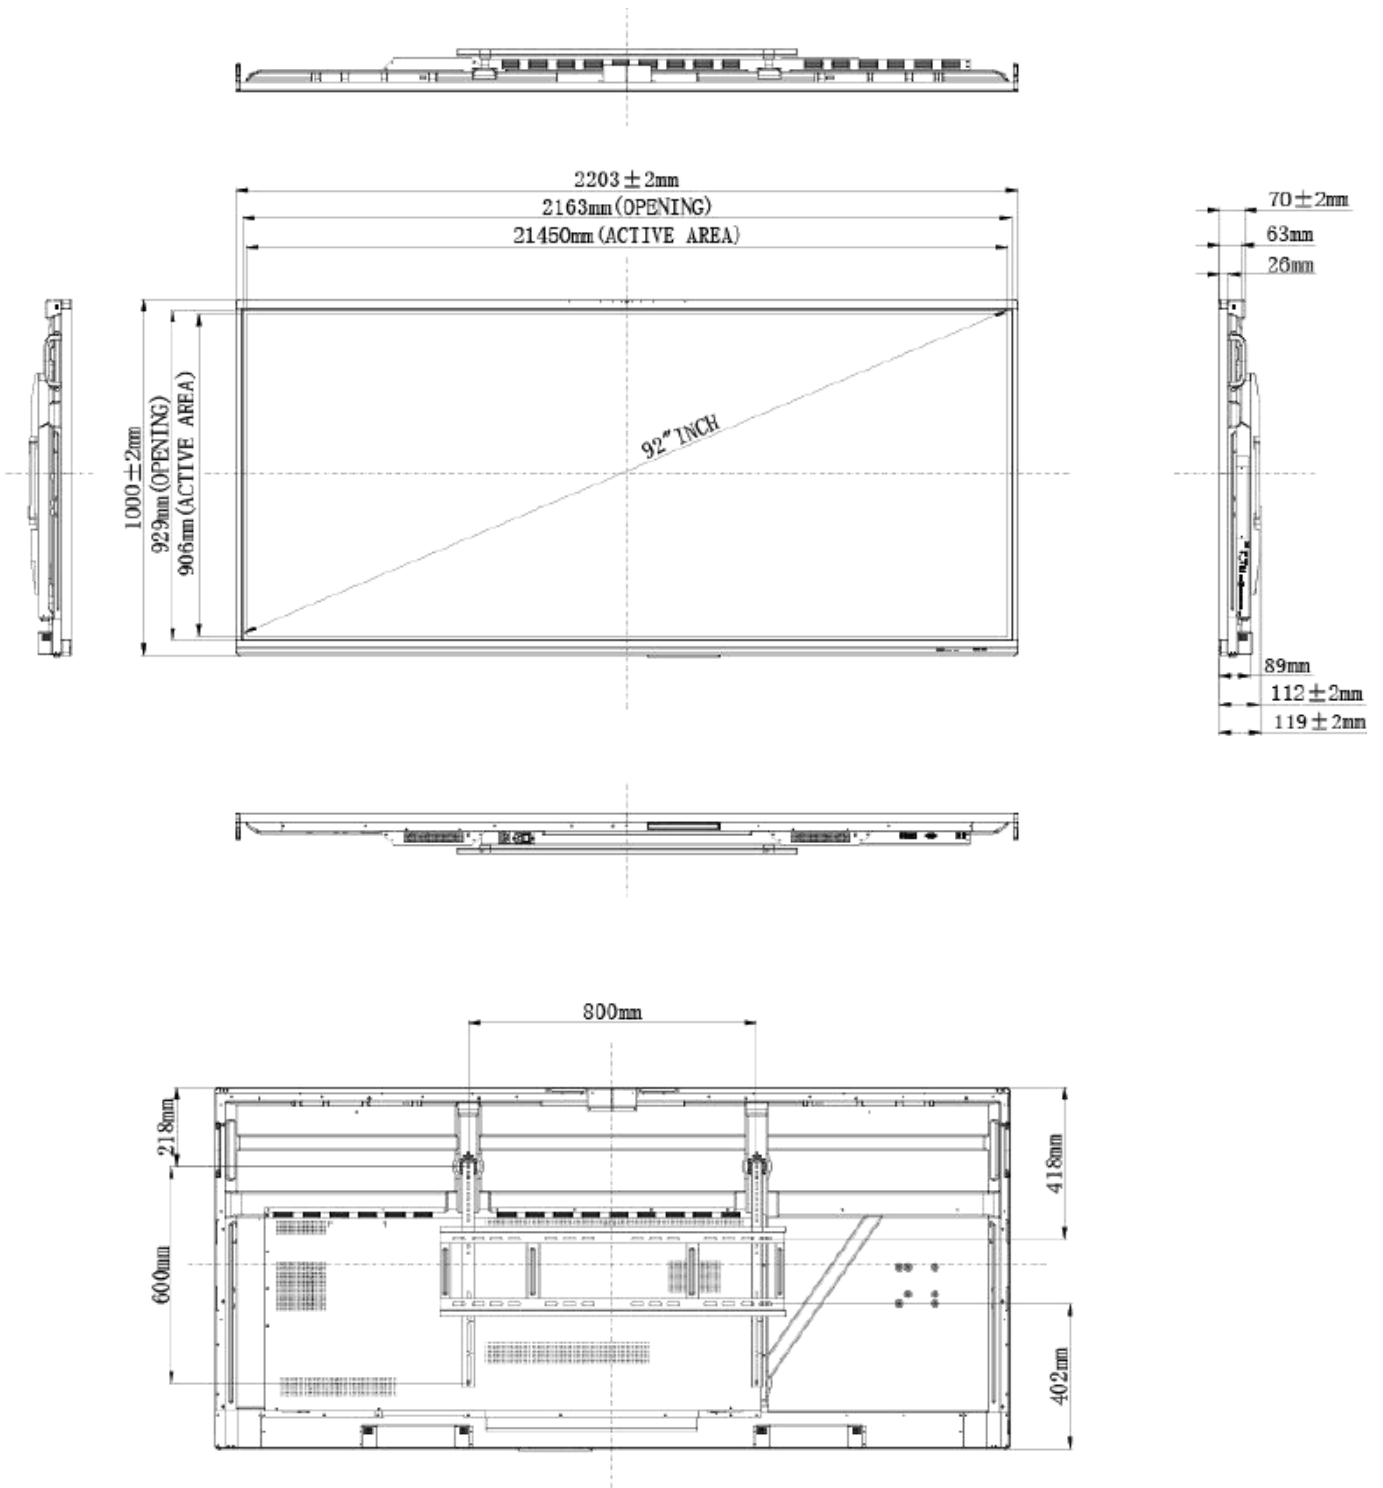 2203±2mm
2163mm(OPENING)
21450mm(ACTIVE AREA)
70±2mm
63mm
26mm
1000±2mm
929mm(OPENING)
906mm(ACTIVE AREA)
92″INCH
89mm
112±2mm
119±2mm
800mm
218mm
600mm
418mm
402mm